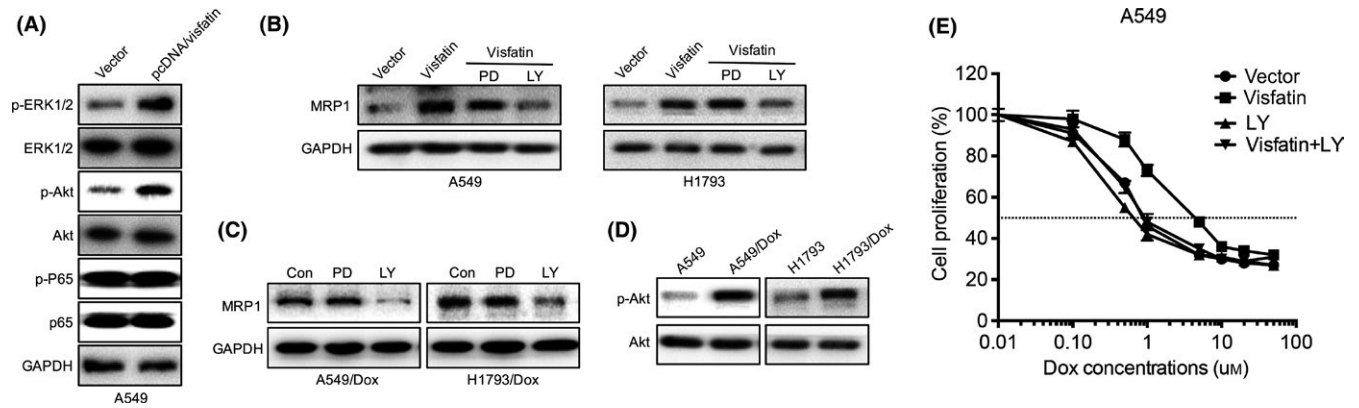 (A)
Vector
pcDNA/visfatin
p-ERK1/2
ERK1/2
p-Akt
Akt
p-P65
p65
GAPDH
A549
(B)
Visfatin
Vector
Visfatin
PD
LY
MRP1
GAPDH
A549
Visfatin
Vector
Visfatin
PD
LY
H1793
(C)
Con PD LY
Con PD LY
MRP1
GAPDH
A549/Dox
H1793/Dox
(D)
A549
A549/Dox
H1793
H1793/Dox
p-Akt
Akt
(E)
A549
Vector
Visfatin
LY
Visfatin+LY
Cell proliferation (%)
120
100
80
60
40
20
0
0.01 0.10 1.0 10 100
Dox concentrations (uM)